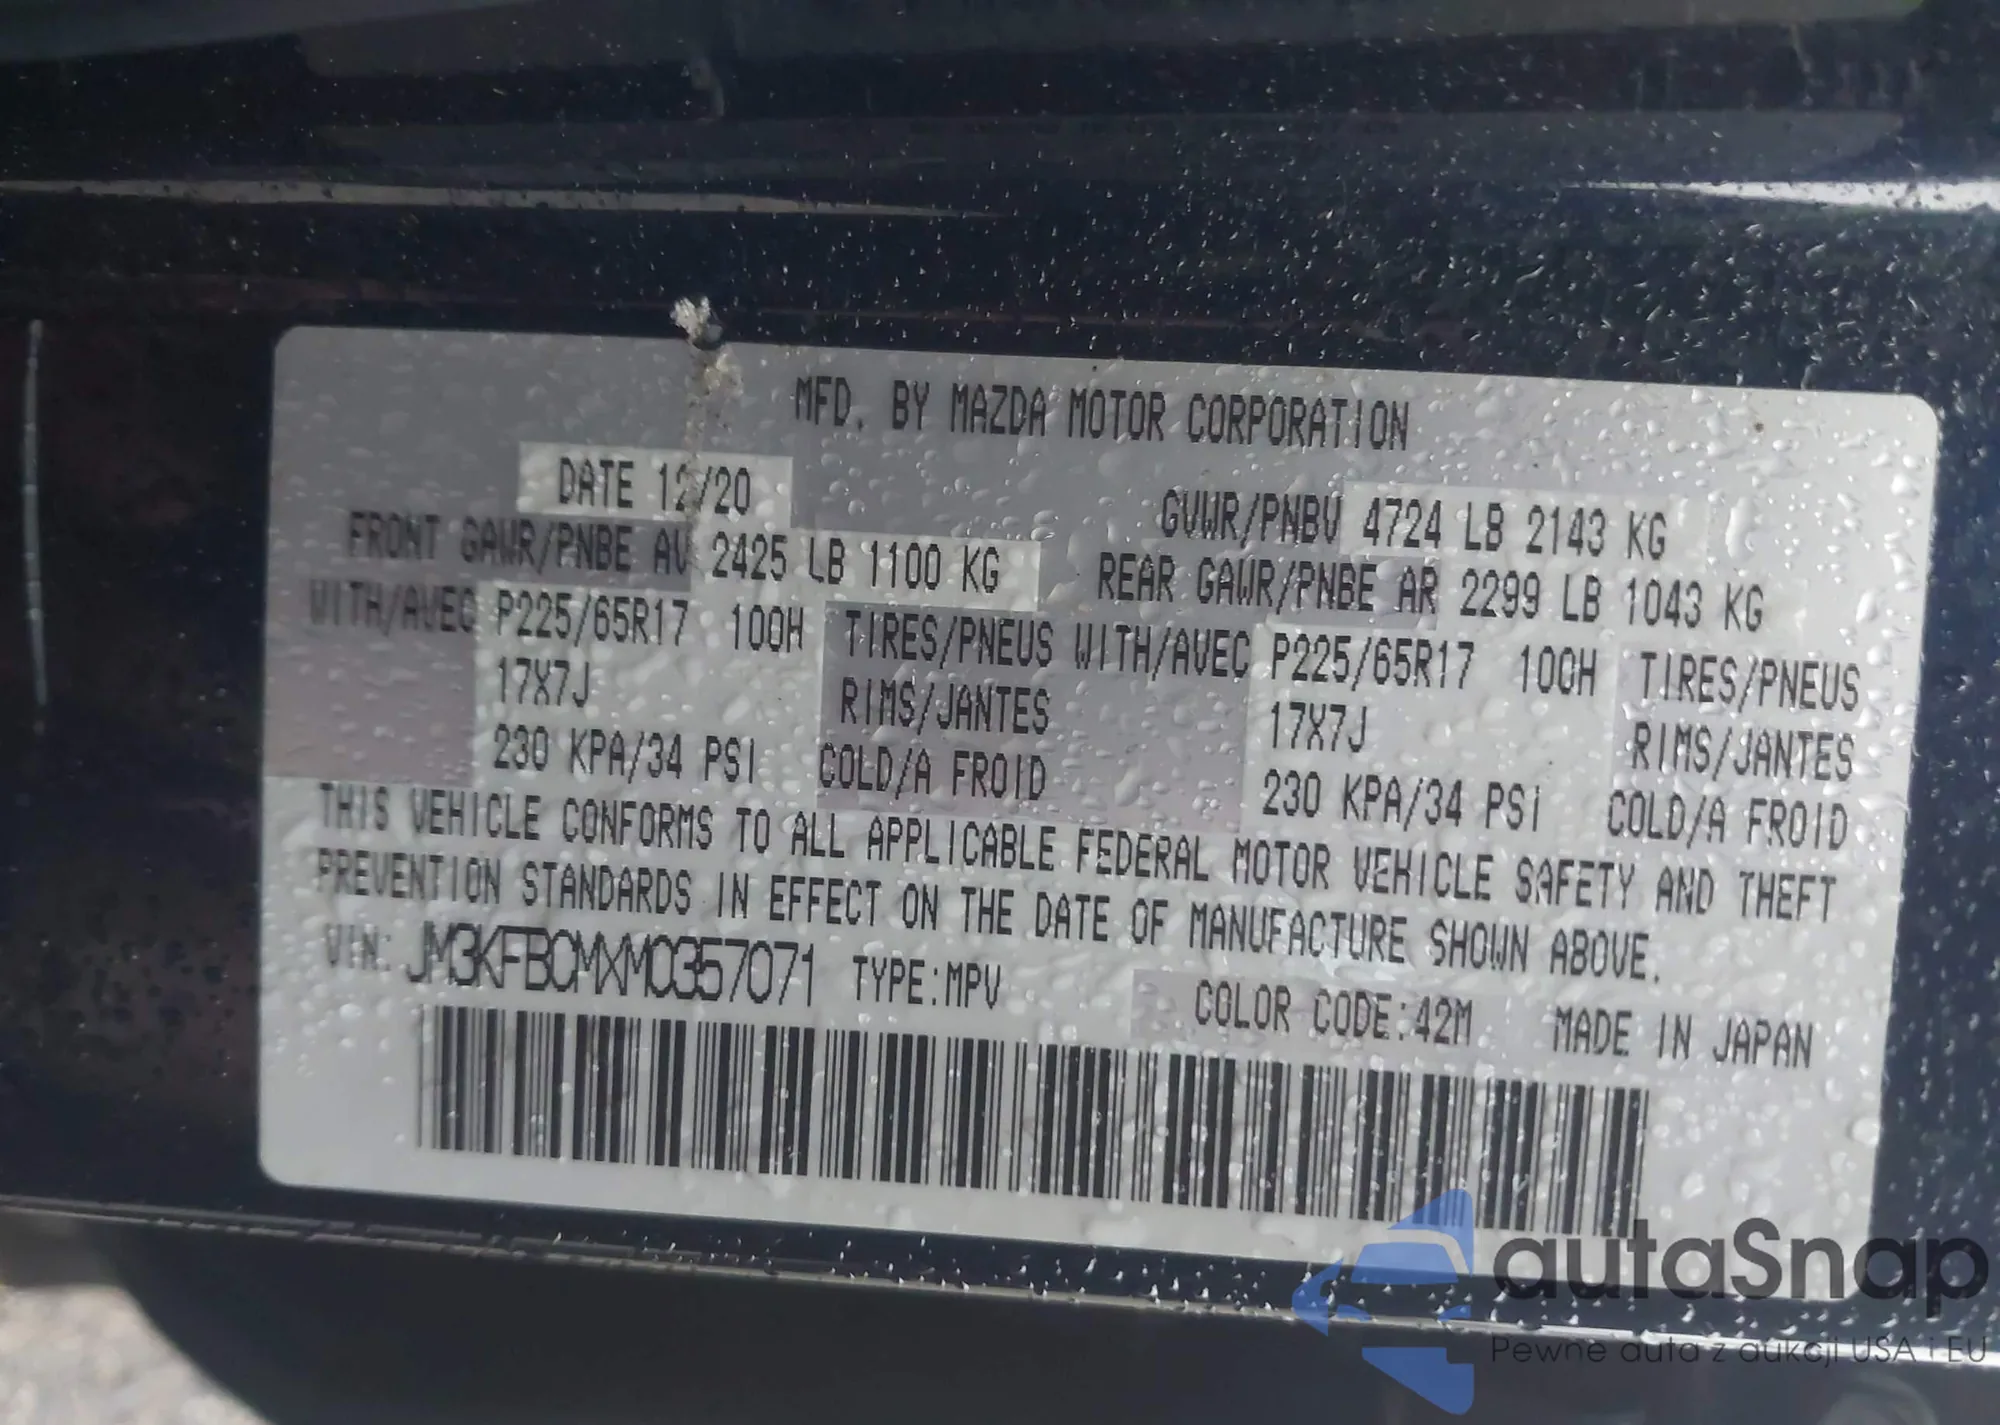 MFD. BY MAZDA MOTOR CORPORATION
DATE 12/20 GVWR/PNBV 4724 LB 2143 KG
FRONT GAWR/PNBE AV 2425 LB 1100 KG REAR GAWR/PNBE AR 2299 LB 1043 KG
WITH/AVEC P225/65R17 100H TIRES/PNEUS WITH/AVEC P225/65R17 100H TIRES/PNEUS
17X7J RIMS/JANTES 17X7J RIMS/JANTES
230 KPA/34 PSI COLD/A FROID 230 KPA/34 PSI COLD/A FROID
THIS VEHICLE CONFORMS TO ALL APPLICABLE FEDERAL MOTOR VEHICLE SAFETY AND THEFT
PREVENTION STANDARDS IN EFFECT ON THE DATE OF MANUFACTURE SHOWN ABOVE.
VIN: JM3KFBCMXM0357071 TYPE:MPV COLOR CODE:42M MADE IN JAPAN
autaSnap
Pewne auta z aukcji USA i EU